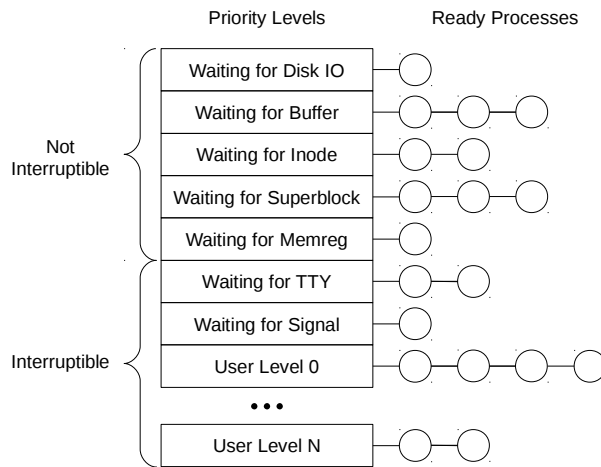 Priority Levels
Ready Processes
Waiting for Disk IO
Waiting for Buffer
Not
Interruptible
Waiting for Inode
Waiting for Superblock
Waiting for Memreg
Waiting for TTY
Waiting for Signal
Interruptible
User Level 0
•••
User Level N